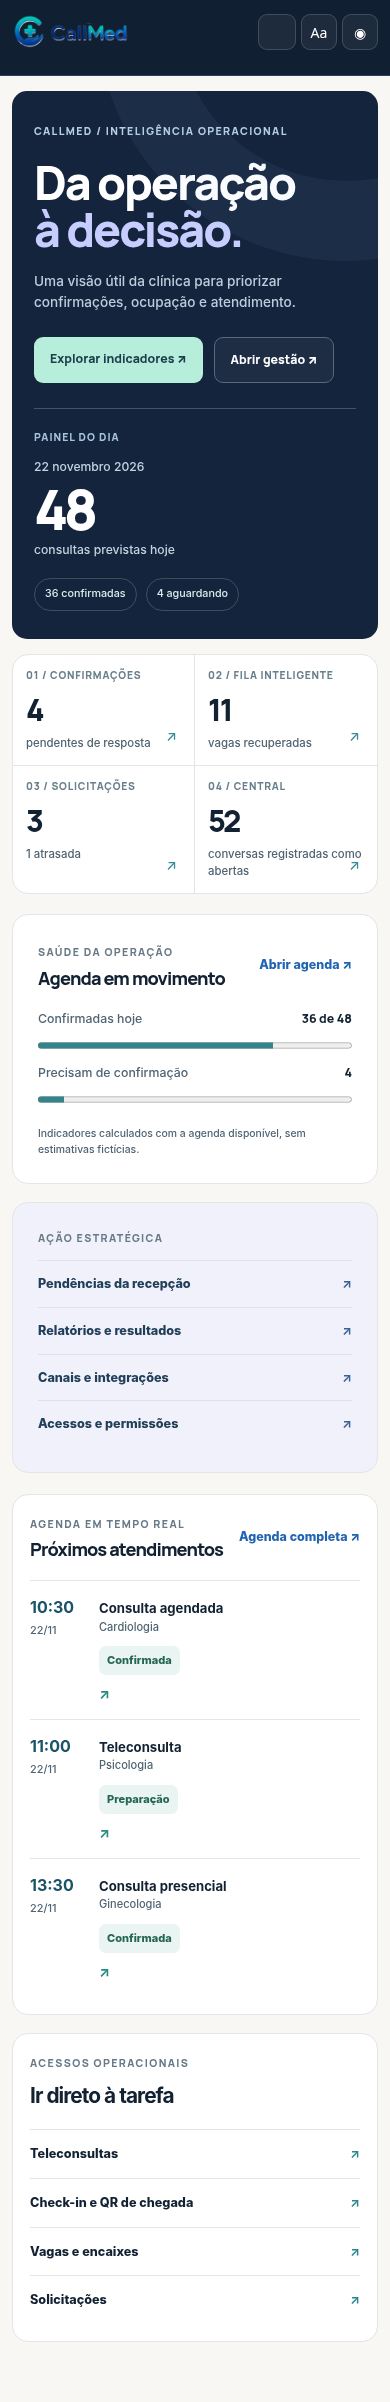 CallMed
Aa
CALLMED / INTELIGÊNCIA OPERACIONAL
Da operação
à decisão.
Uma visão útil da clínica para priorizar
confirmações, ocupação e atendimento.
Explorar indicadores ↗
Abrir gestão ↗
PAINEL DO DIA
22 novembro 2026
48
consultas previstas hoje
36 confirmadas
4 aguardando
01 / CONFIRMAÇÕES
4
pendentes de resposta ↗
02 / FILA INTELIGENTE
11
vagas recuperadas ↗
03 / SOLICITAÇÕES
3
1 atrasada ↗
04 / CENTRAL
52
conversas registradas como
abertas ↗
SAÚDE DA OPERAÇÃO
Agenda em movimento
Abrir agenda ↗
Confirmadas hoje 36 de 48
Precisam de confirmação 4
Indicadores calculados com a agenda disponível, sem
estimativas fictícias.
AÇÃO ESTRATÉGICA
Pendências da recepção ↗
Relatórios e resultados ↗
Canais e integrações ↗
Acessos e permissões ↗
AGENDA EM TEMPO REAL
Próximos atendimentos
Agenda completa ↗
10:30
22/11
Consulta agendada
Cardiologia
Confirmada
↗
11:00
22/11
Teleconsulta
Psicologia
Preparação
↗
13:30
22/11
Consulta presencial
Ginecologia
Confirmada
↗
ACESSOS OPERACIONAIS
Ir direto à tarefa
Teleconsultas ↗
Check-in e QR de chegada ↗
Vagas e encaixes ↗
Solicitações ↗